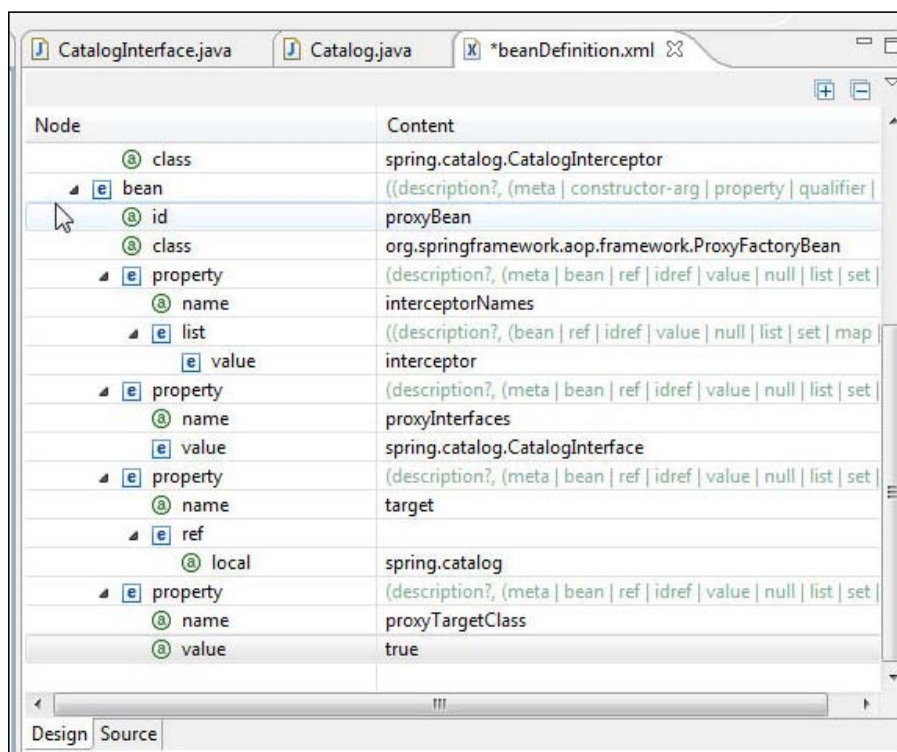 CatalogInterface.java Catalog.java *beanDefinition.xml
Node Content
class spring.catalog.CatalogInterceptor
bean ((description?, (meta | constructor-arg | property | qualifier |
id proxyBean
class org.springframework.aop.framework.ProxyFactoryBean
property (description?, (meta | bean | ref | idref | value | null | list | set |
name interceptorNames
list ((description?, (bean | ref | idref | value | null | list | set | map |
value interceptor
property (description?, (meta | bean | ref | idref | value | null | list | set |
name proxyInterfaces
value spring.catalog.CatalogInterface
property (description?, (meta | bean | ref | idref | value | null | list | set |
name target
ref
local spring.catalog
property (description?, (meta | bean | ref | idref | value | null | list | set |
name proxyTargetClass
value true
Design Source